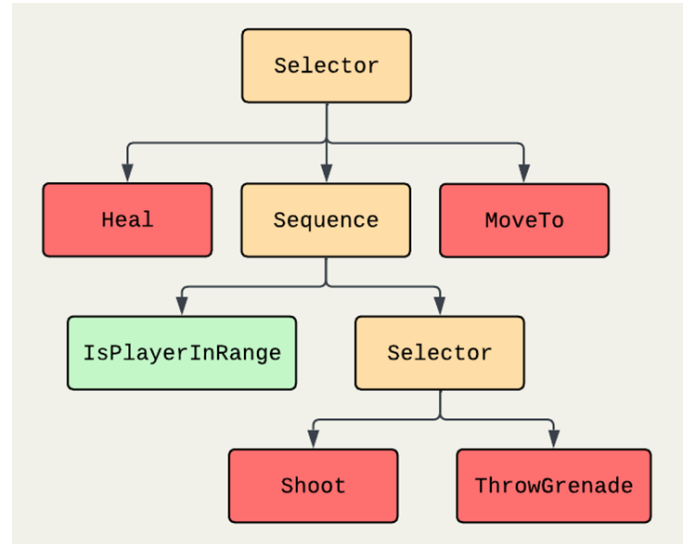 Selector
Heal
Sequence
MoveTo
IsPlayerInRange
Selector
Shoot
ThrowGrenade